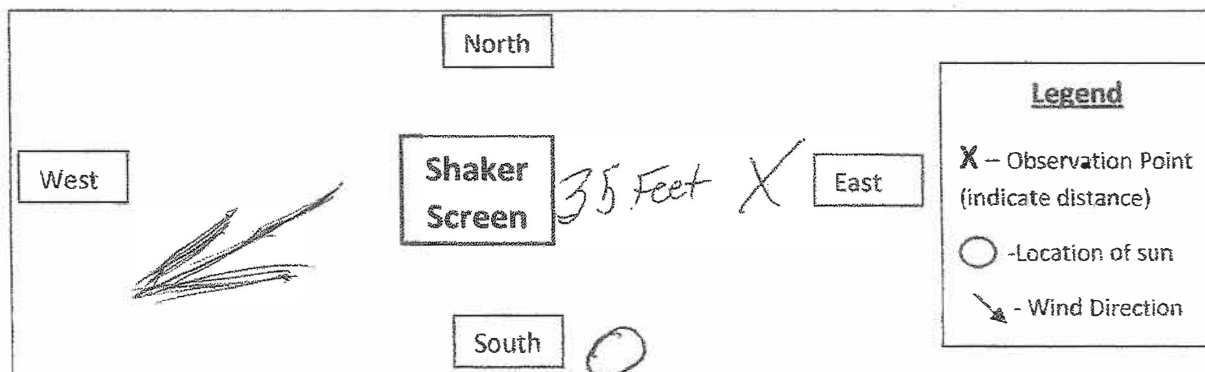 North
West
Shaker
Screen
35 Feet X
East
South
Legend
X – Observation Point
(indicate distance)
-Location of sun
- Wind Direction